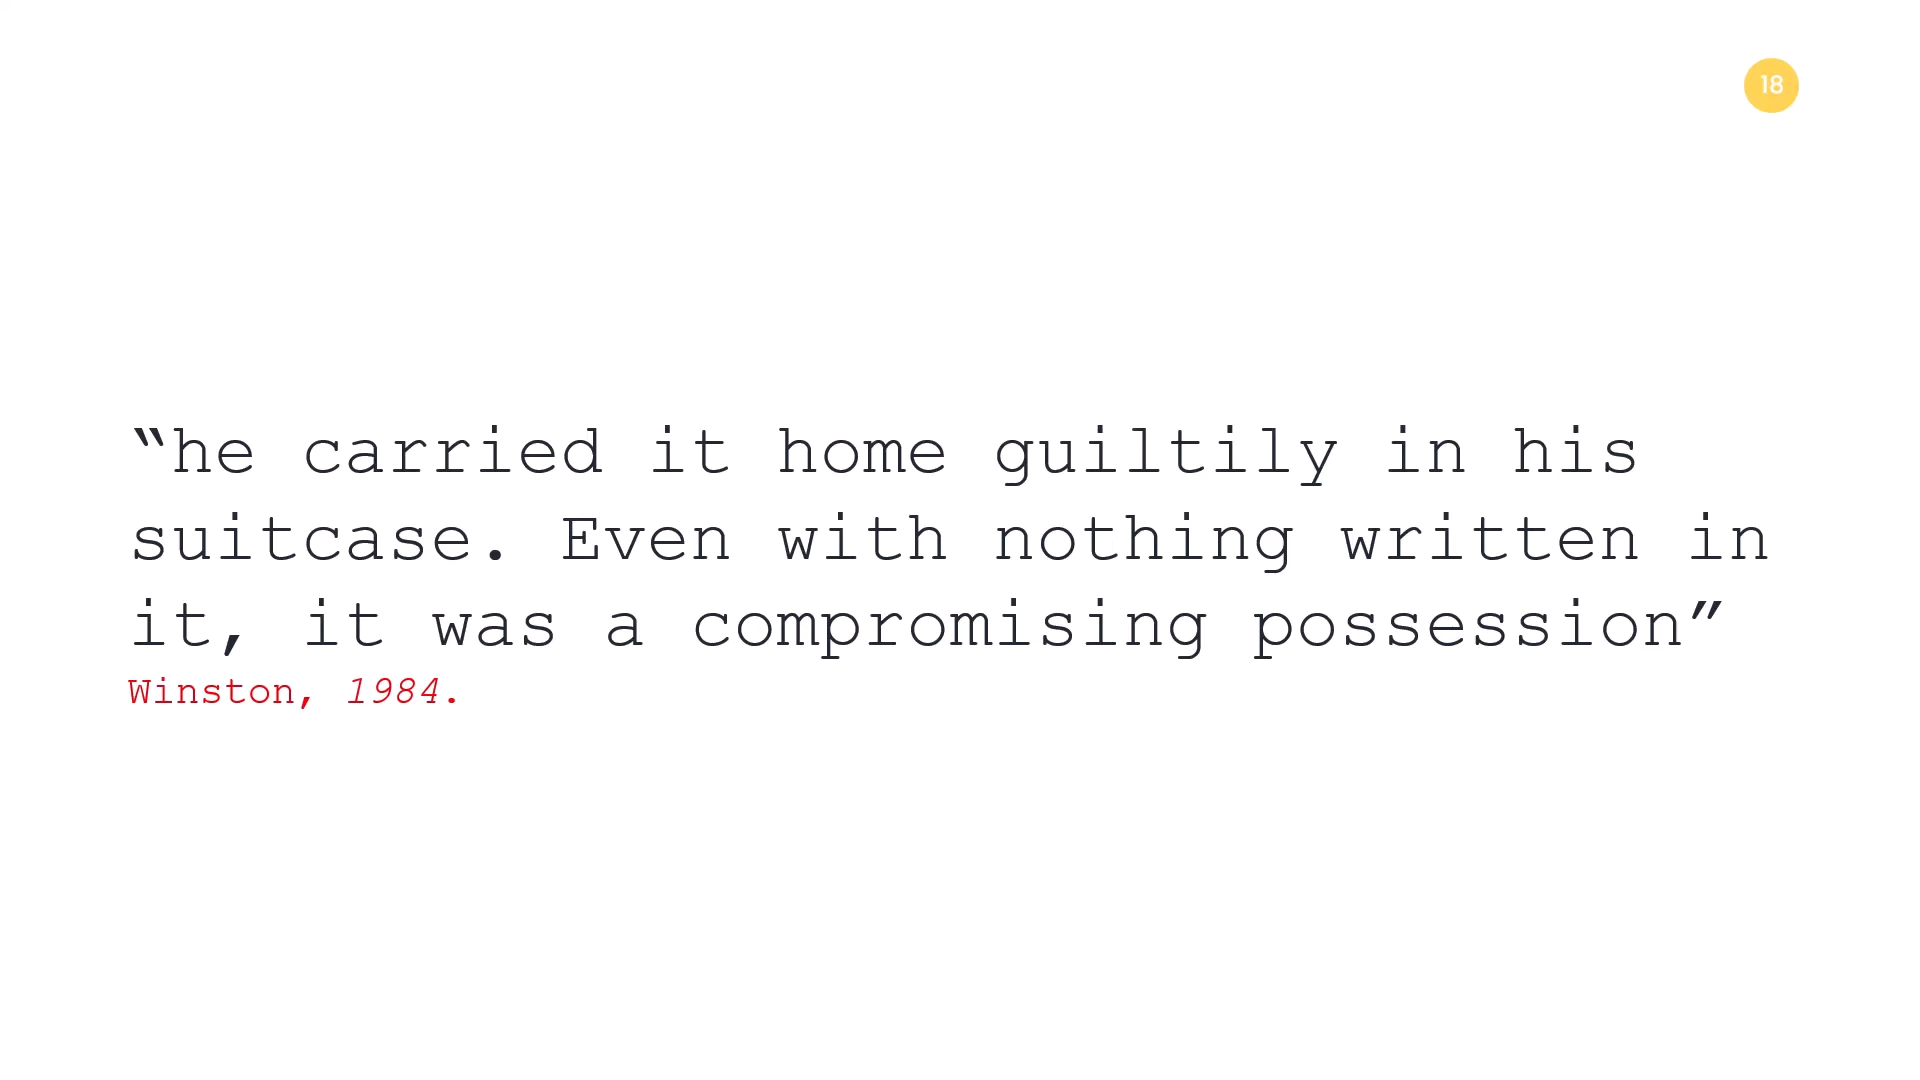 18
“he carried it home guiltily in his
suitcase. Even with nothing written in
it, it was a compromising possession”
Winston, 1984.